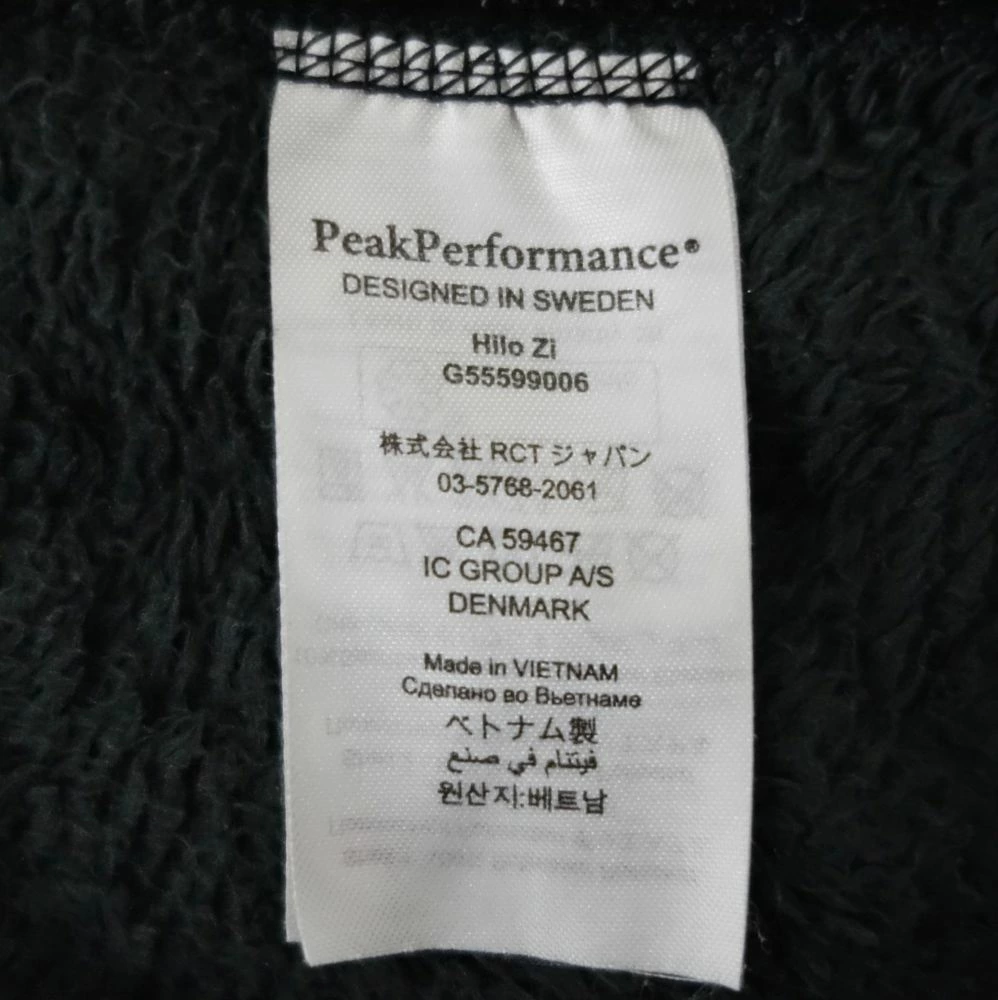 PeakPerformance®
DESIGNED IN SWEDEN
Hilo Zi
G55599006
株式会社 RCT ジャパン
03-5768-2061
CA 59467
IC GROUP A/S
DENMARK
Made in VIETNAM
Сделано во Вьетнаме
ベトナム製
صنع في فيتنام
원산지:베트남